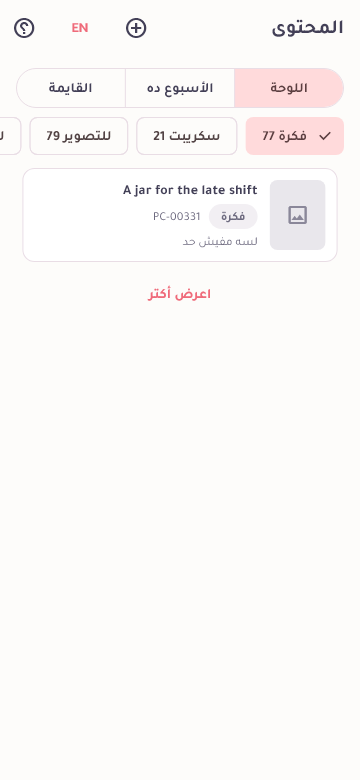 المحتوى
EN
اللوحة
الأسبوع ده
القايمة
فكرة 77
سكريبت 21
للتصوير 79
A jar for the late shift
فكرة PC-00331
لسه مفيش حد
اعرض أكتر